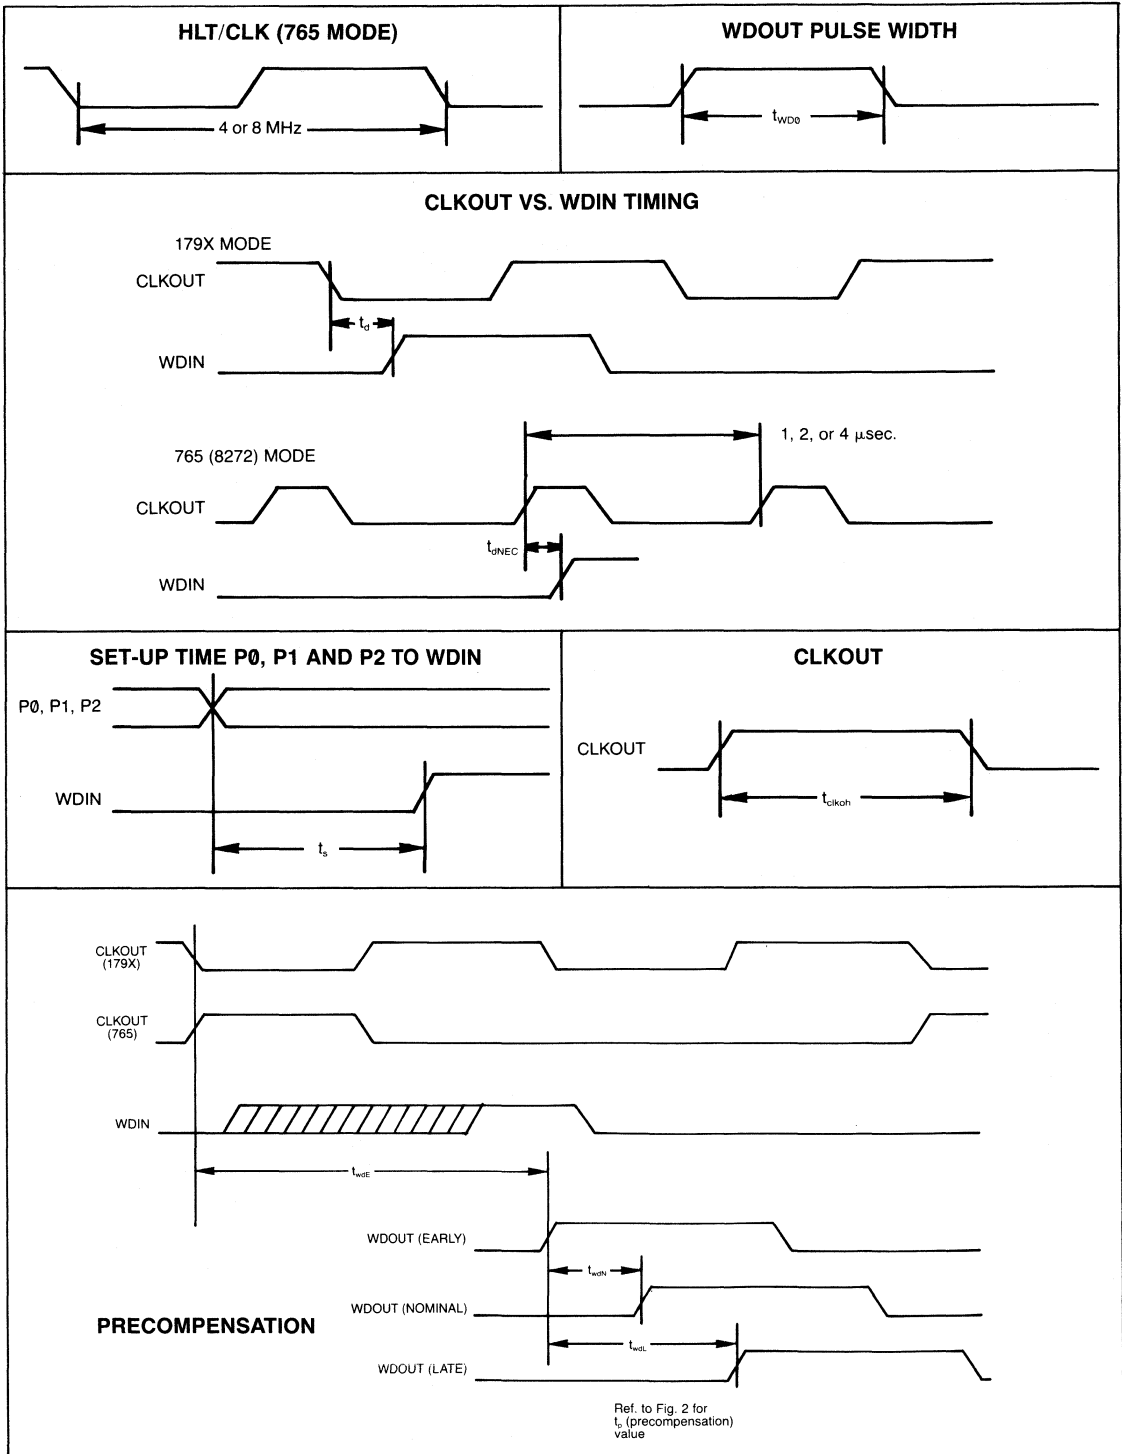 HLT/CLK (765 MODE)
4 or 8 MHz
WDOUT PULSE WIDTH
tWD0
CLKOUT VS. WDIN TIMING
179X MODE
CLKOUT
td
WDIN
1, 2, or 4 μsec.
765 (8272) MODE
CLKOUT
tdNEC
WDIN
SET-UP TIME P0, P1 AND P2 TO WDIN
P0, P1, P2
WDIN
ts
CLKOUT
CLKOUT
tclkoh
CLKOUT
(179X)
CLKOUT
(765)
WDIN
twdE
WDOUT (EARLY)
twdN
WDOUT (NOMINAL)
PRECOMPENSATION
twdL
WDOUT (LATE)
Ref. to Fig. 2 for
tp (precompensation)
value